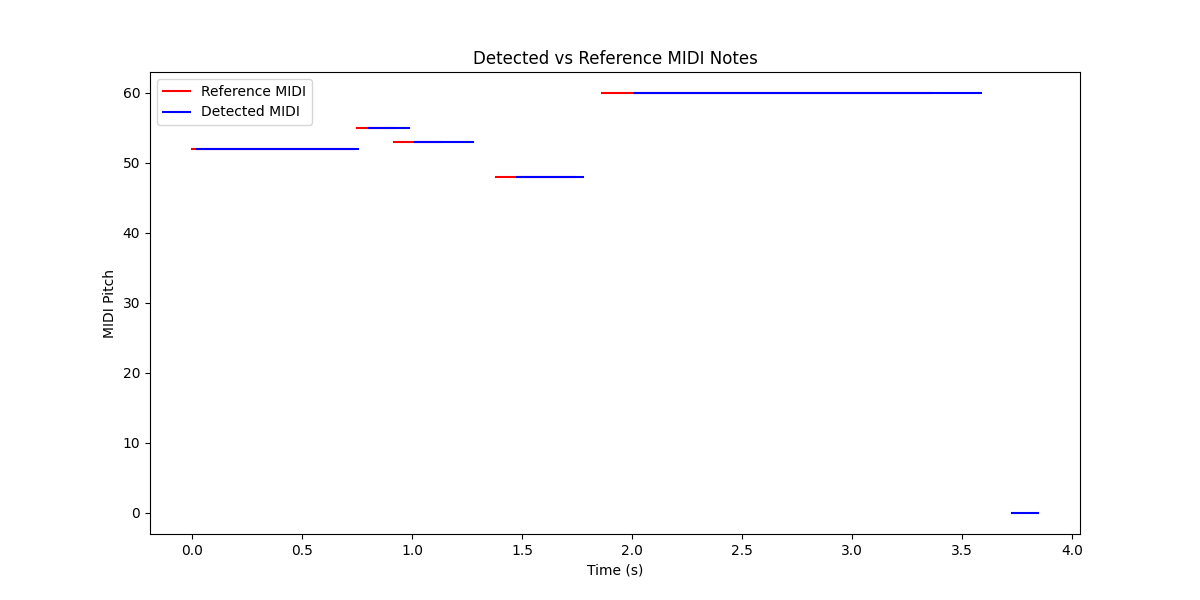 Detected vs Reference MIDI Notes
Reference MIDI
Detected MIDI
MIDI Pitch
60
50
40
30
20
10
0
0.0 0.5 1.0 1.5 2.0 2.5 3.0 3.5 4.0
Time (s)